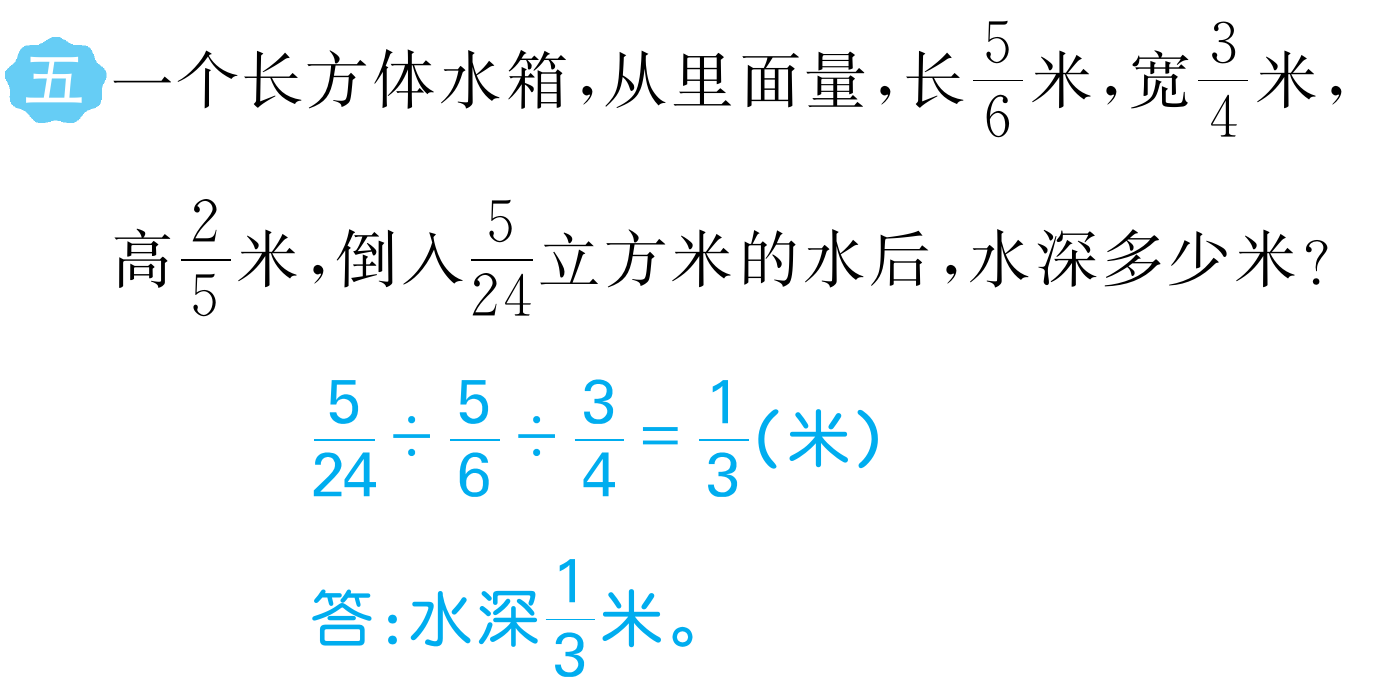 五 一个长方体水箱,从里面量,长5/6米,宽3/4米,
高2/5米,倒入5/24立方米的水后,水深多少米?
5/24÷5/6÷3/4=1/3(米)
答:水深1/3米。